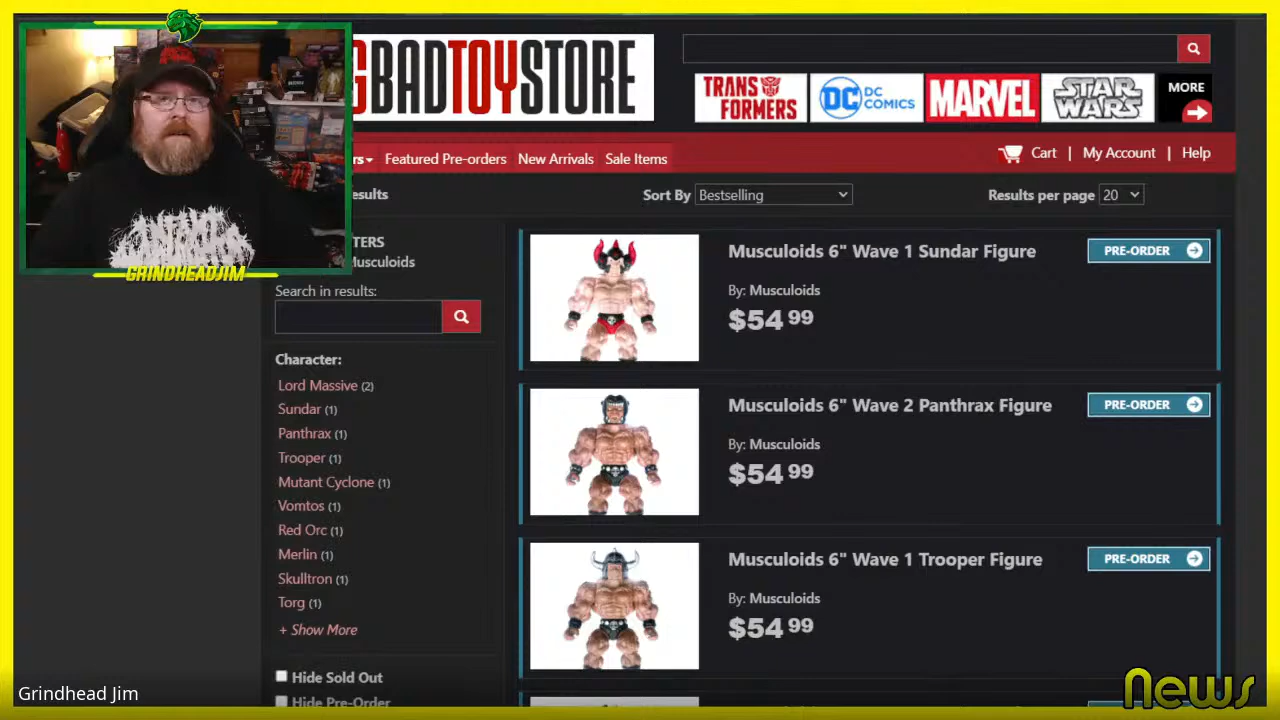 BADTOYSTORE
TRANSFORMERS
DC COMICS
MARVEL
STAR WARS
MORE
Featured Pre-orders
New Arrivals
Sale Items
Cart | My Account | Help
Sort By Bestselling
Results per page 20
GRINDHEADJIM
Musculoids
Search in results:
Character:
Lord Massive (2)
Sundar (1)
Panthrax (1)
Trooper (1)
Mutant Cyclone (1)
Vomtos (1)
Red Orc (1)
Merlin (1)
Skulltron (1)
Torg (1)
+ Show More
Hide Sold Out
Hide Pre-Order
Musculoids 6" Wave 1 Sundar Figure
PRE-ORDER
By: Musculoids
$54 99
Musculoids 6" Wave 2 Panthrax Figure
PRE-ORDER
By: Musculoids
$54 99
Musculoids 6" Wave 1 Trooper Figure
PRE-ORDER
By: Musculoids
$54 99
Grindhead Jim
News